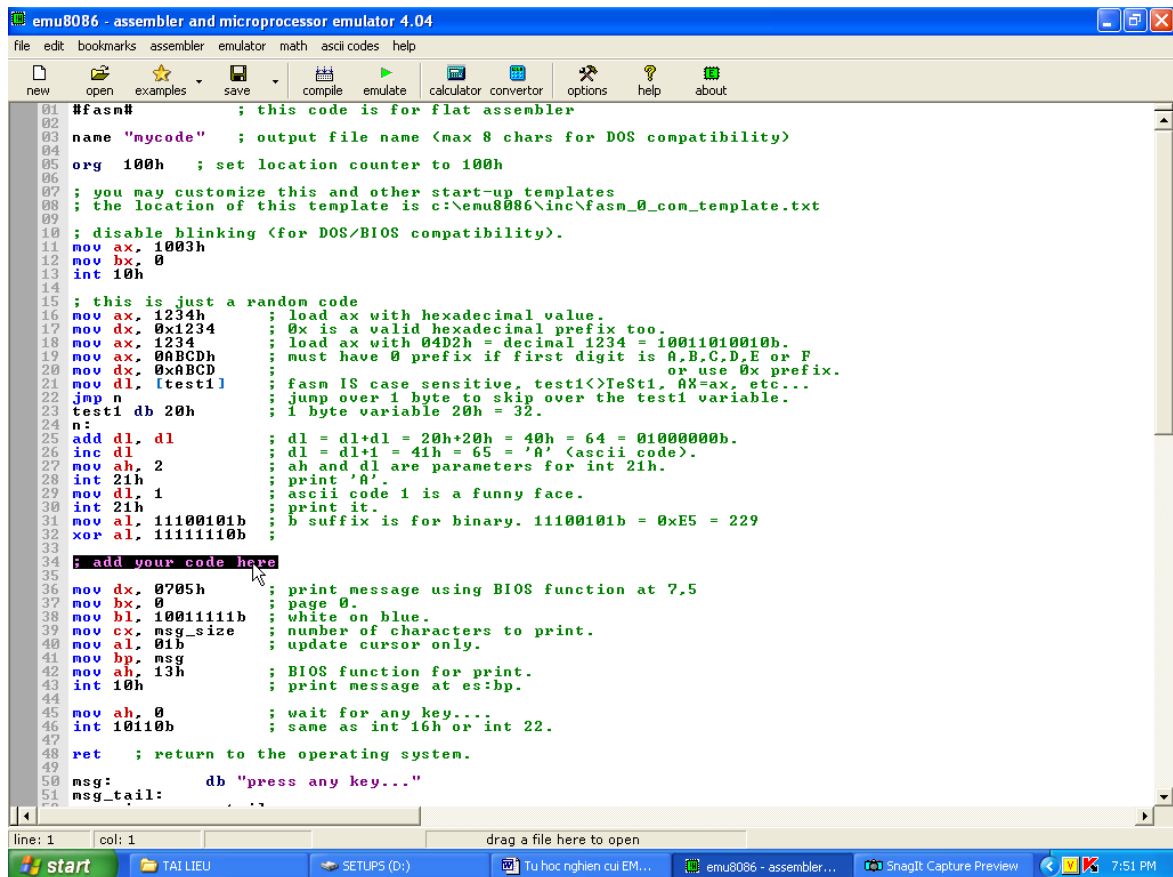 emu8086 - assembler and microprocessor emulator 4.04
file edit bookmarks assembler emulator math ascii codes help
new open examples save compile emulate calculator convertor options help about
01 #fasm# ; this code is for flat assembler
02
03 name "mycode" ; output file name (max 8 chars for DOS compatibility)
04
05 org 100h ; set location counter to 100h
06
07 ; you may customize this and other start-up templates
08 ; the location of this template is c:\emu8086\inc\fasm_0_com_template.txt
09
10 ; disable blinking (for DOS/BIOS compatibility).
11 mov ax, 1003h
12 mov bx, 0
13 int 10h
14
15 ; this is just a random code
16 mov ax, 1234h ; load ax with hexadecimal value.
17 mov dx, 0x1234 ; 0x is a valid hexadecimal prefix too.
18 mov ax, 1234 ; load ax with 04D2h = decimal 1234 = 10011010010b.
19 mov ax, 0ABCDh ; must have 0 prefix if first digit is A,B,C,D,E or F
20 mov dx, 0xABCD ; or use 0x prefix.
21 mov dl, [test1] ; fasm IS case sensitive, test1<>TeSt1, AX=ax, etc...
22 jmp n ; jump over 1 byte to skip over the test1 variable.
23 test1 db 20h ; 1 byte variable 20h = 32.
24 n:
25 add dl, dl ; dl = dl+dl = 20h+20h = 40h = 64 = 01000000b.
26 inc dl ; dl = dl+1 = 41h = 65 = 'A' (ascii code).
27 mov ah, 2 ; ah and dl are parameters for int 21h.
28 int 21h ; print 'A'.
29 mov dl, 1 ; ascii code 1 is a funny face.
30 int 21h ; print it.
31 mov al, 11100101b ; b suffix is for binary. 11100101b = 0xE5 = 229
32 xor al, 11111110b ;
33
34 ; add your code here
35
36 mov dx, 0705h ; print message using BIOS function at 7,5
37 mov bx, 0 ; page 0.
38 mov bl, 10011111b ; white on blue.
39 mov cx, msg_size ; number of characters to print.
40 mov al, 01b ; update cursor only.
41 mov bp, msg
42 mov ah, 13h ; BIOS function for print.
43 int 10h ; print message at es:bp.
44
45 mov ah, 0 ; wait for any key....
46 int 10110b ; same as int 16h or int 22.
47
48 ret ; return to the operating system.
49
50 msg: db "press any key..."
51 msg_tail:
line: 1 col: 1 drag a file here to open
start TAI LIEU SETUPS (D:) Tu hoc nghien cui EM... emu8086 - assembler... SnagIt Capture Preview V K 7:51 PM